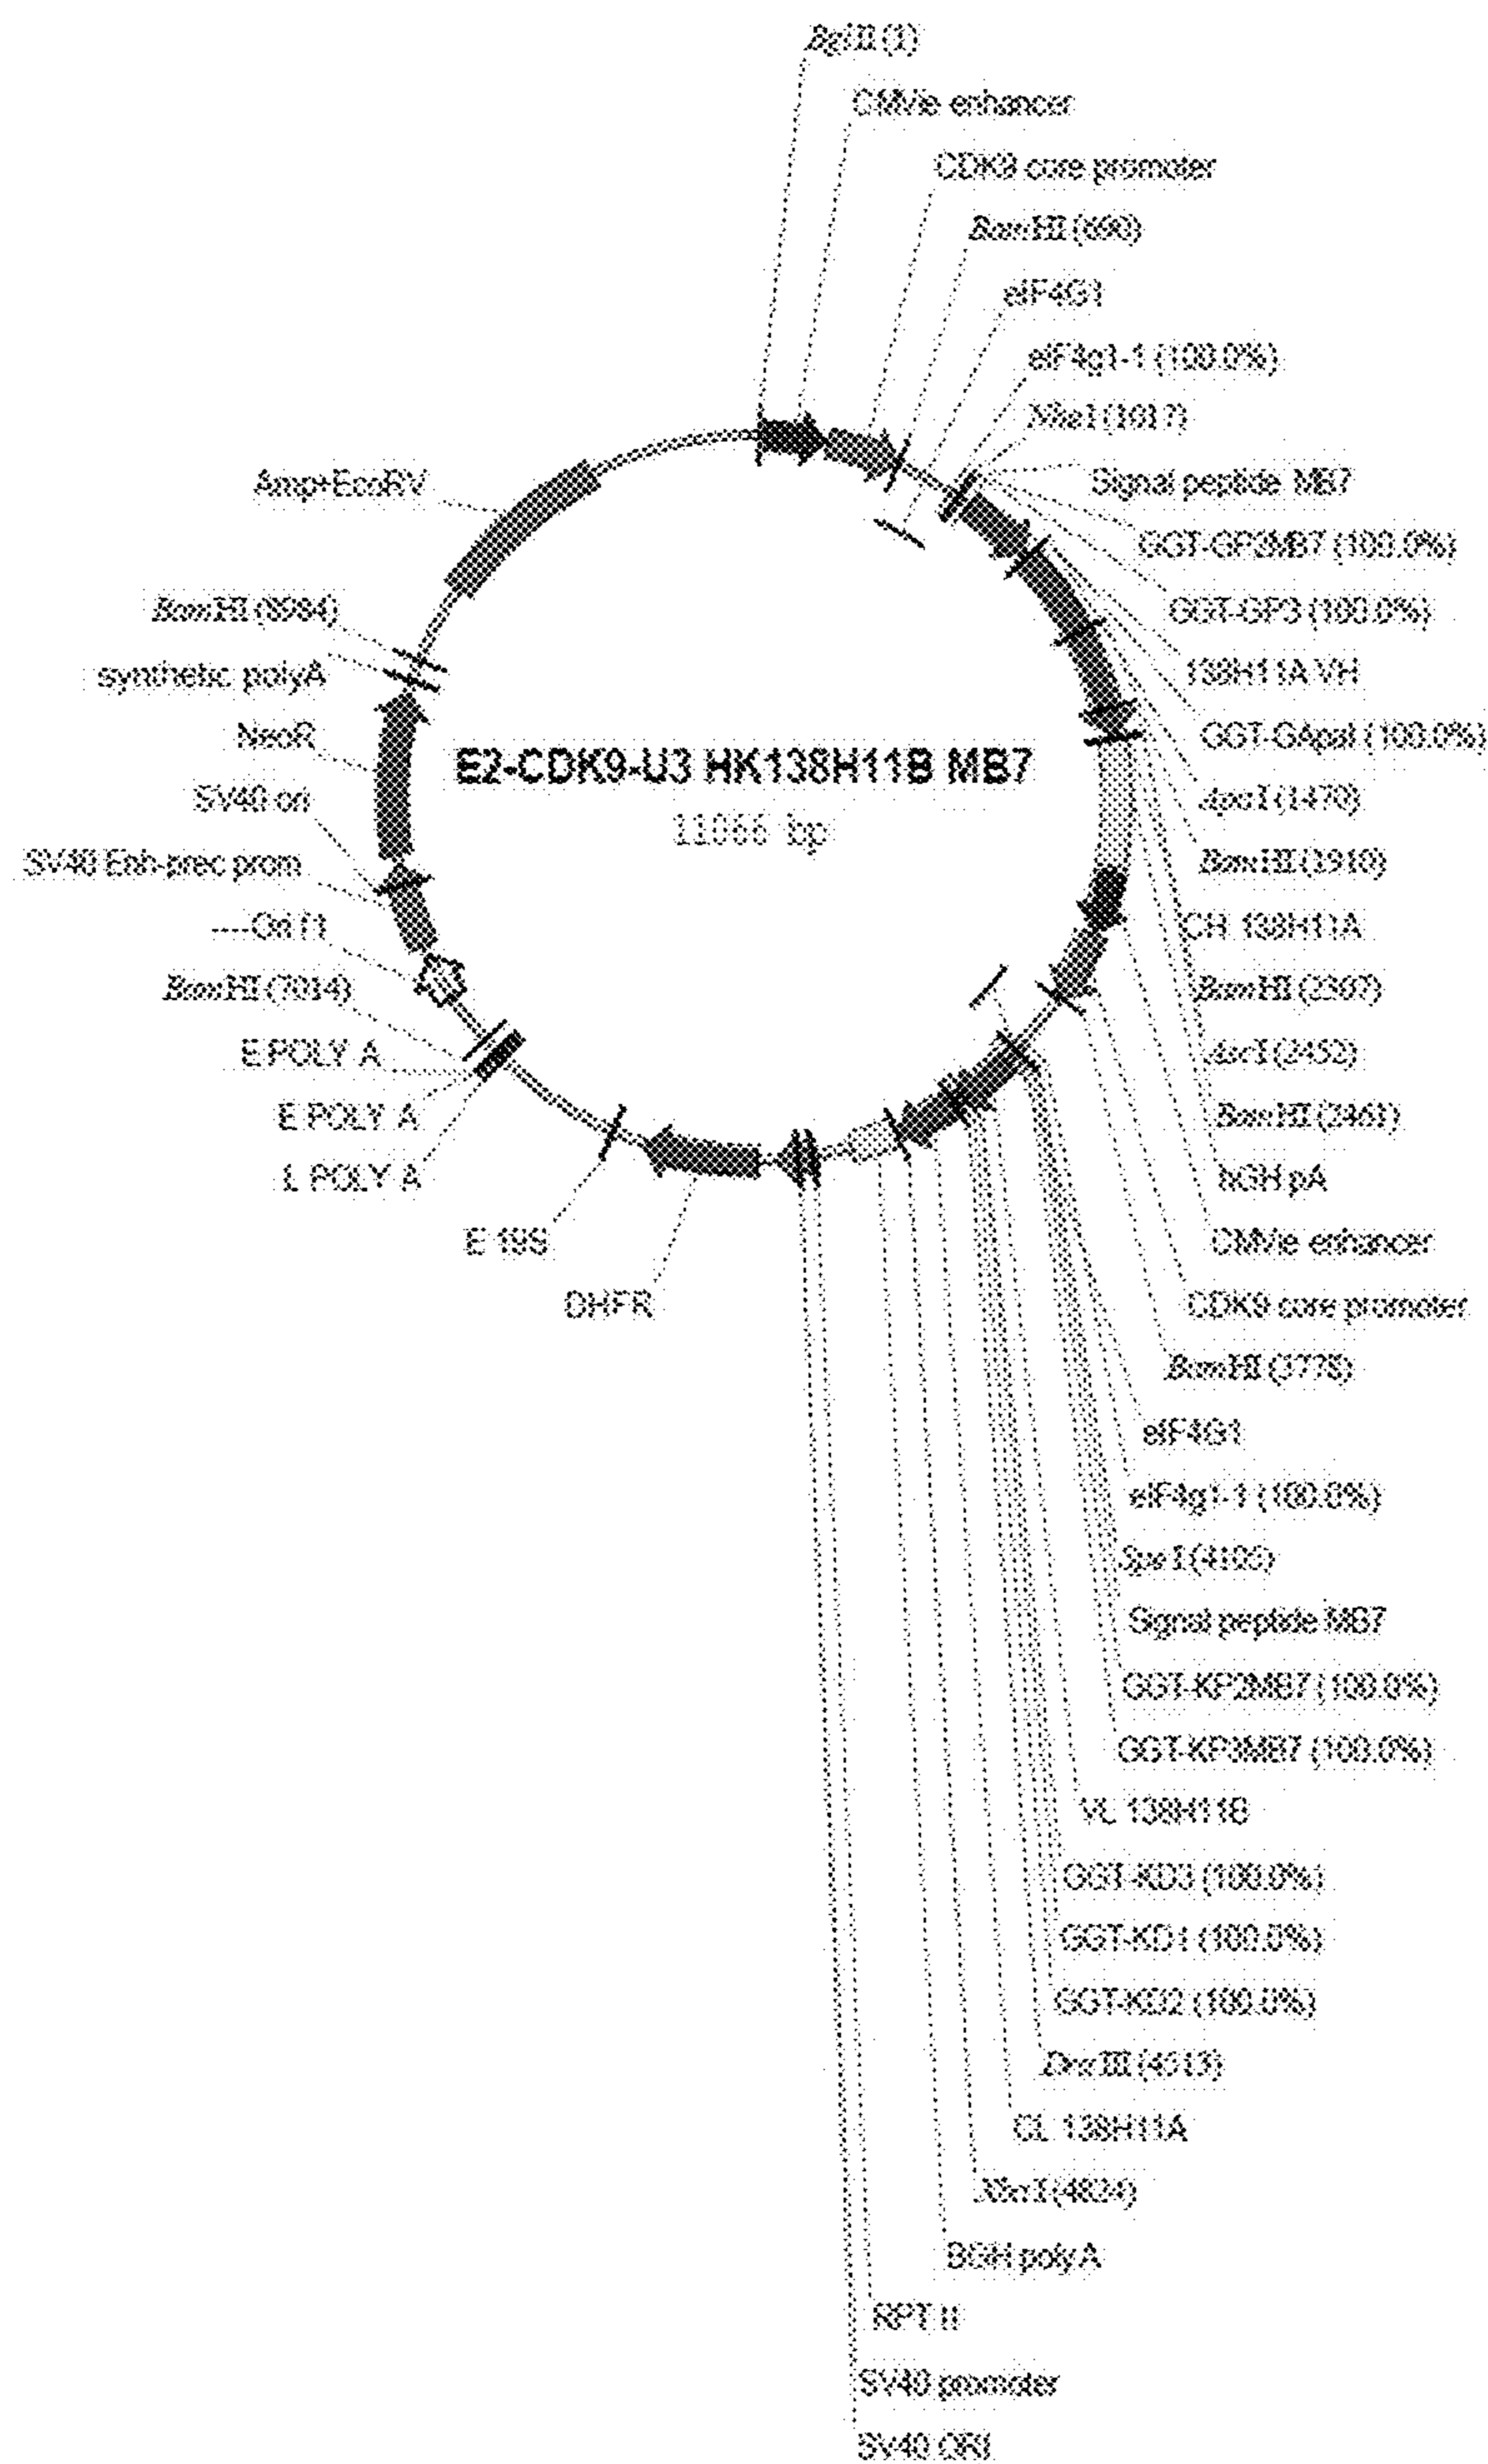 BglII (1)
CMVie enhancer
CDK9 core promoter
BamHI (690)
eIF4G1
eIF4g1-1 (100.0%)
NheI (1017)
Signal peptide MB7
GGT-GP2MB7 (100.0%)
GGT-GP3 (100.0%)
138H11A VH
GGT-GApaI (100.0%)
ApaI (1470)
BamHI (1910)
CH 138H11A
BamHI (2307)
AscI (2452)
BamHI (2461)
hGH pA
CMVie enhancer
CDK9 core promoter
BamHI (3778)
eIF4G1
eIF4g1-1 (100.0%)
SpeI (4105)
Signal peptide MB7
GGT-KP2MB7 (100.0%)
GGT-KP3MB7 (100.0%)
VL 138H11B
GGT-KD3 (100.0%)
GGT-KD1 (100.0%)
GGT-KD2 (100.0%)
DraIII (4513)
CL 138H11A
XbaI (4824)
BGH poly A
RPT II
SV40 promoter
SV40 ORI
DHFR
E 19S
L POLY A
E POLY A
E POLY A
BamHI (7014)
----Ori f1
SV40 Enh-prec prom
SV40 ori
NeoR
synthetic polyA
BamHI (8984)
Amp+EcoRV
E2-CDK9-U3 HK138H11B MB7
11066 bp